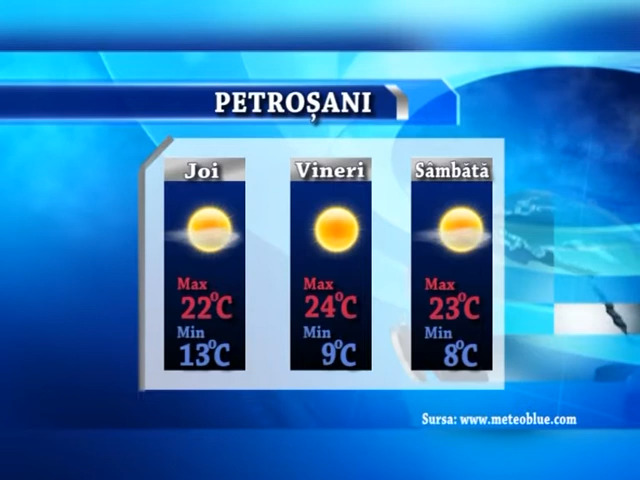 PETROȘANI
Joi
Vineri
Sâmbătă
Max
22°C
Min
13°C
Max
24°C
Min
9°C
Max
23°C
Min
8°C
Sursa: www.meteoblue.com